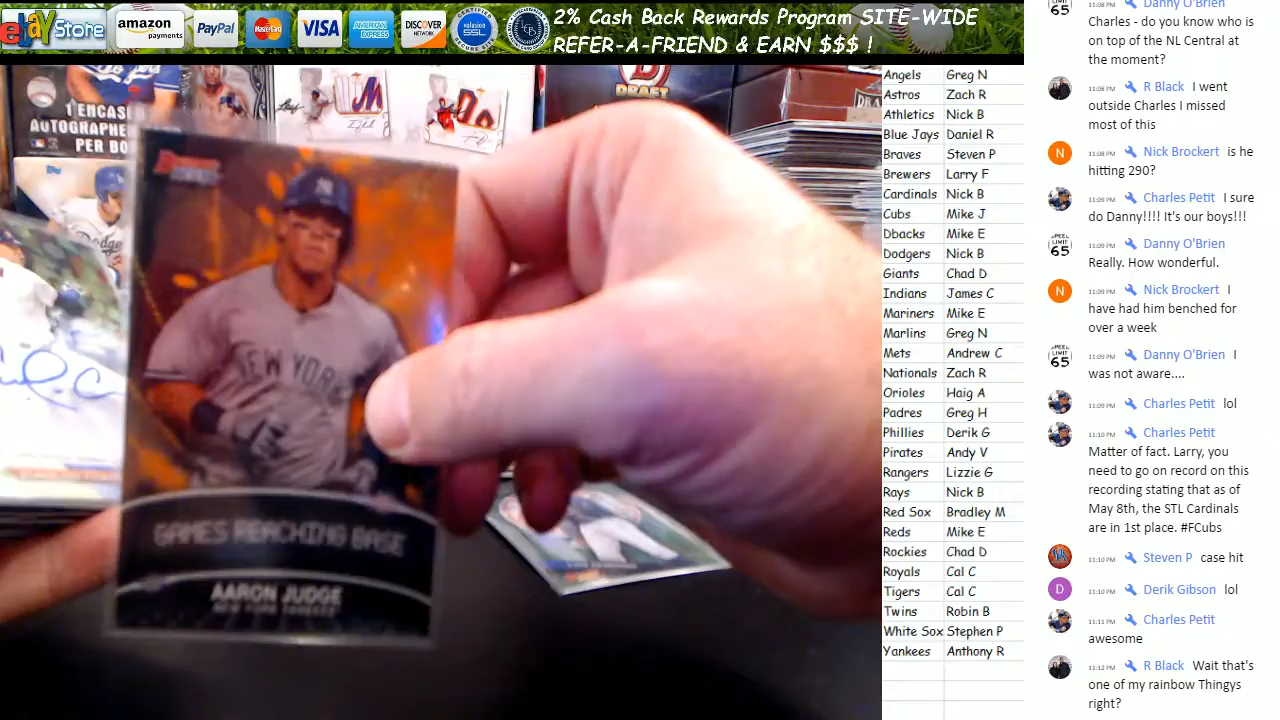 ebay Store
amazon
payments
PayPal
MasterCard
VISA
AMERICAN
EXPRESS
DISCOVER
NETWORK
2% Cash Back Rewards Program SITE-WIDE
REFER-A-FRIEND & EARN $$$ !
1 ENCASED
AUTOGRAPHED
PER BO
DRAFT
GAMES REACHING BASE
AARON JUDGE
NEW YORK YANKEES
NEW YORK
Angels Greg N
Astros Zach R
Athletics Nick B
Blue Jays Daniel R
Braves Steven P
Brewers Larry F
Cardinals Nick B
Cubs Mike J
Dbacks Mike E
Dodgers Nick B
Giants Chad D
Indians James C
Mariners Mike E
Marlins Greg N
Mets Andrew C
Nationals Zach R
Orioles Haig A
Padres Greg H
Phillies Derik G
Pirates Andy V
Rangers Lizzie G
Rays Nick B
Red Sox Bradley M
Reds Mike E
Rockies Chad D
Royals Cal C
Tigers Cal C
Twins Robin B
White Sox Stephen P
Yankees Anthony R
65 11:08 PM Danny O'Brien
Charles - do you know who is
on top of the NL Central at
the moment?
11:08 PM R Black I went
outside Charles I missed
most of this
N 11:08 PM Nick Brockert is he
hitting 290?
11:09 PM Charles Petit I sure
do Danny!!!! It's our boys!!!
SPEED LIMIT 65 11:09 PM Danny O'Brien
Really. How wonderful.
N 11:09 PM Nick Brockert I
have had him benched for
over a week
SPEED LIMIT 65 11:09 PM Danny O'Brien I
was not aware....
11:09 PM Charles Petit lol
11:10 PM Charles Petit
Matter of fact. Larry, you
need to go on record on this
recording stating that as of
May 8th, the STL Cardinals
are in 1st place. #FCubs
11:10 PM Steven P case hit
D 11:10 PM Derik Gibson lol
11:11 PM Charles Petit
awesome
11:12 PM R Black Wait that's
one of my rainbow Thingys
right?